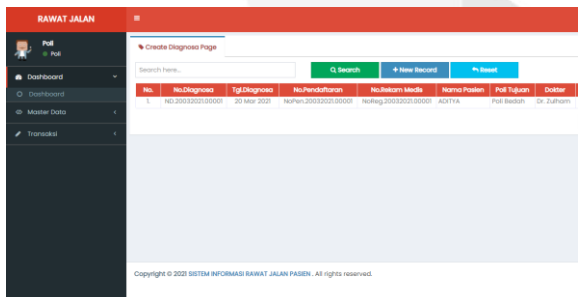 RAWAT JALAN
Poli
Poli
Dashboard
Dashboard
Master Data
Transaksi
Create Diagnosa Page
Search here...
Search
+ New Record
Reset
No. No.Diagnosa Tgl.Diagnosa No.Pendaftaran No.Rekam Medis Nama Pasien Poli Tujuan Dokter
1. ND.20032021.00001 20 Mar 2021 NoPen.20032021.00001 NoReg.20032021.00001 ADITYA Poli Bedah Dr. Zulham
Copyright © 2021 SISTEM INFORMASI RAWAT JALAN PASIEN . All rights reserved.